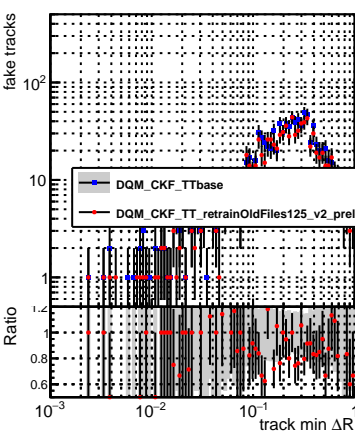 fake tracks
10²
10
1
DQM_CKF_TTbase
DQM_CKF_TT_retrainOldFiles125_v2_prel
Ratio
1.2
1
0.8
0.6
10⁻³
10⁻²
10⁻¹
1
track min ΔR